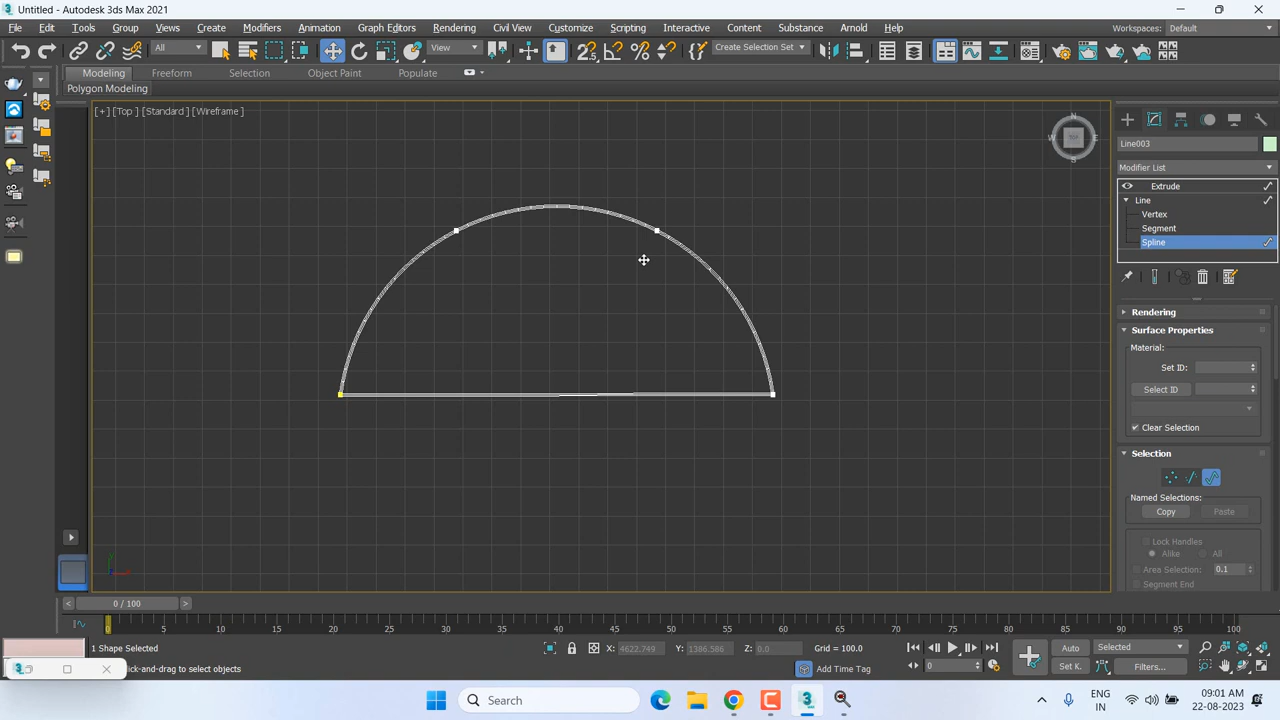 Untitled - Autodesk 3ds Max 2021
File Edit Tools Group Views Create Modifiers Animation Graph Editors Rendering Civil View Customize Scripting Interactive Content Substance Arnold Help Workspaces: Default
All View Create Selection Set
Modeling Freeform Selection Object Paint Populate
Polygon Modeling
[+] [Top ] [Standard ] [Wireframe ]
N
W E
S
Line003
Modifier List
Extrude
Line
Vertex
Segment
Spline
Rendering
Surface Properties
Material:
Set ID:
Select ID
Clear Selection
Selection
Named Selections:
Copy Paste
Lock Handles
Alike All
Area Selection: 0.1
Segment End
< 0 / 100 >
0 5 10 15 20 25 30 35 40 45 50 55 60 65 70 75 80 85 90 95 100
1 Shape Selected X: 4622.749 Y: 1386.586 Z: 0.0 Grid = 100.0 Auto Selected
lick-and-drag to select objects Add Time Tag 0 Set K. Filters...
3
Search
ENG
IN
09:01 AM
22-08-2023